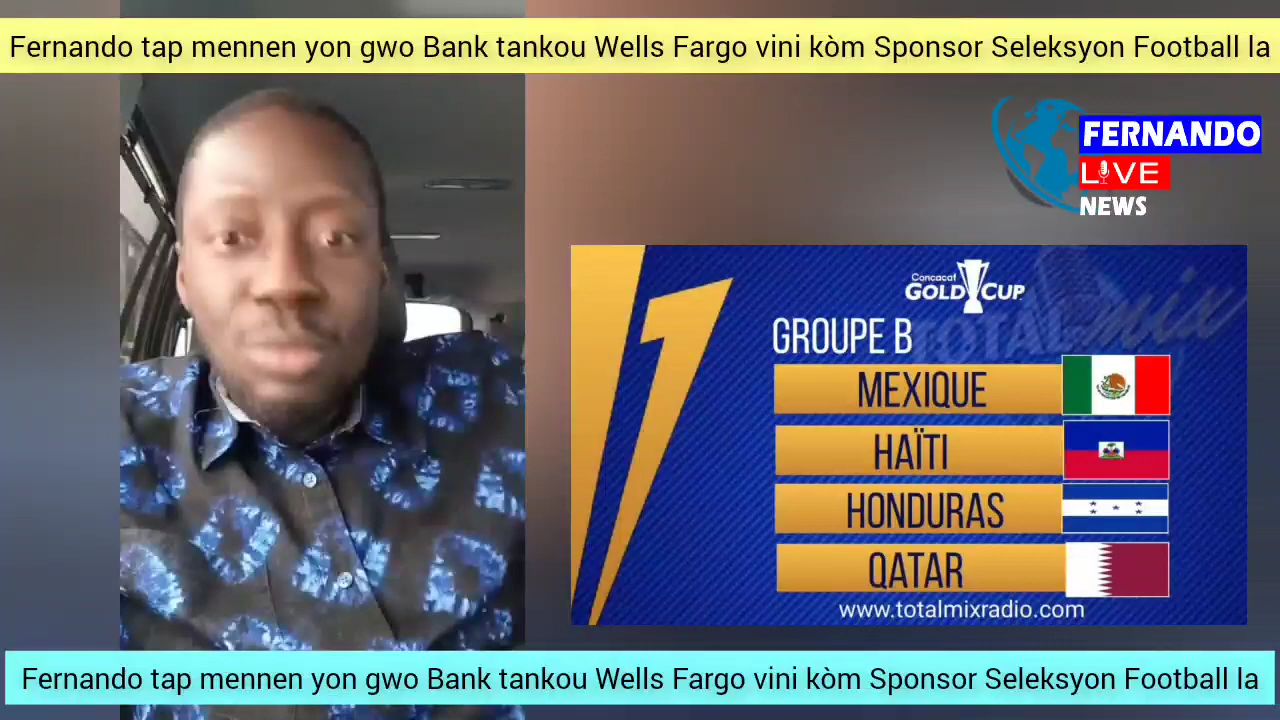 Fernando tap mennen yon gwo Bank tankou Wells Fargo vini kòm Sponsor Seleksyon Football la
FERNANDO
LIVE
NEWS
Concacaf
GOLD CUP
TOTAL mix
GROUPE B
MEXIQUE
HAÏTI
HONDURAS
QATAR
www.totalmixradio.com
Fernando tap mennen yon gwo Bank tankou Wells Fargo vini kòm Sponsor Seleksyon Football la